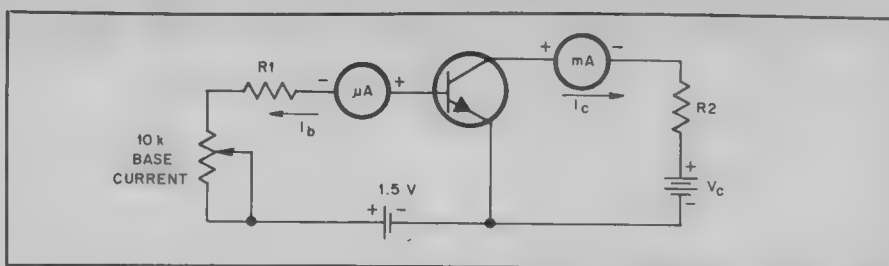 R1
- μA +
I_b
10 k
BASE
CURRENT
1.5 V
+ -
+ mA -
I_c
R2
+
V_c
-